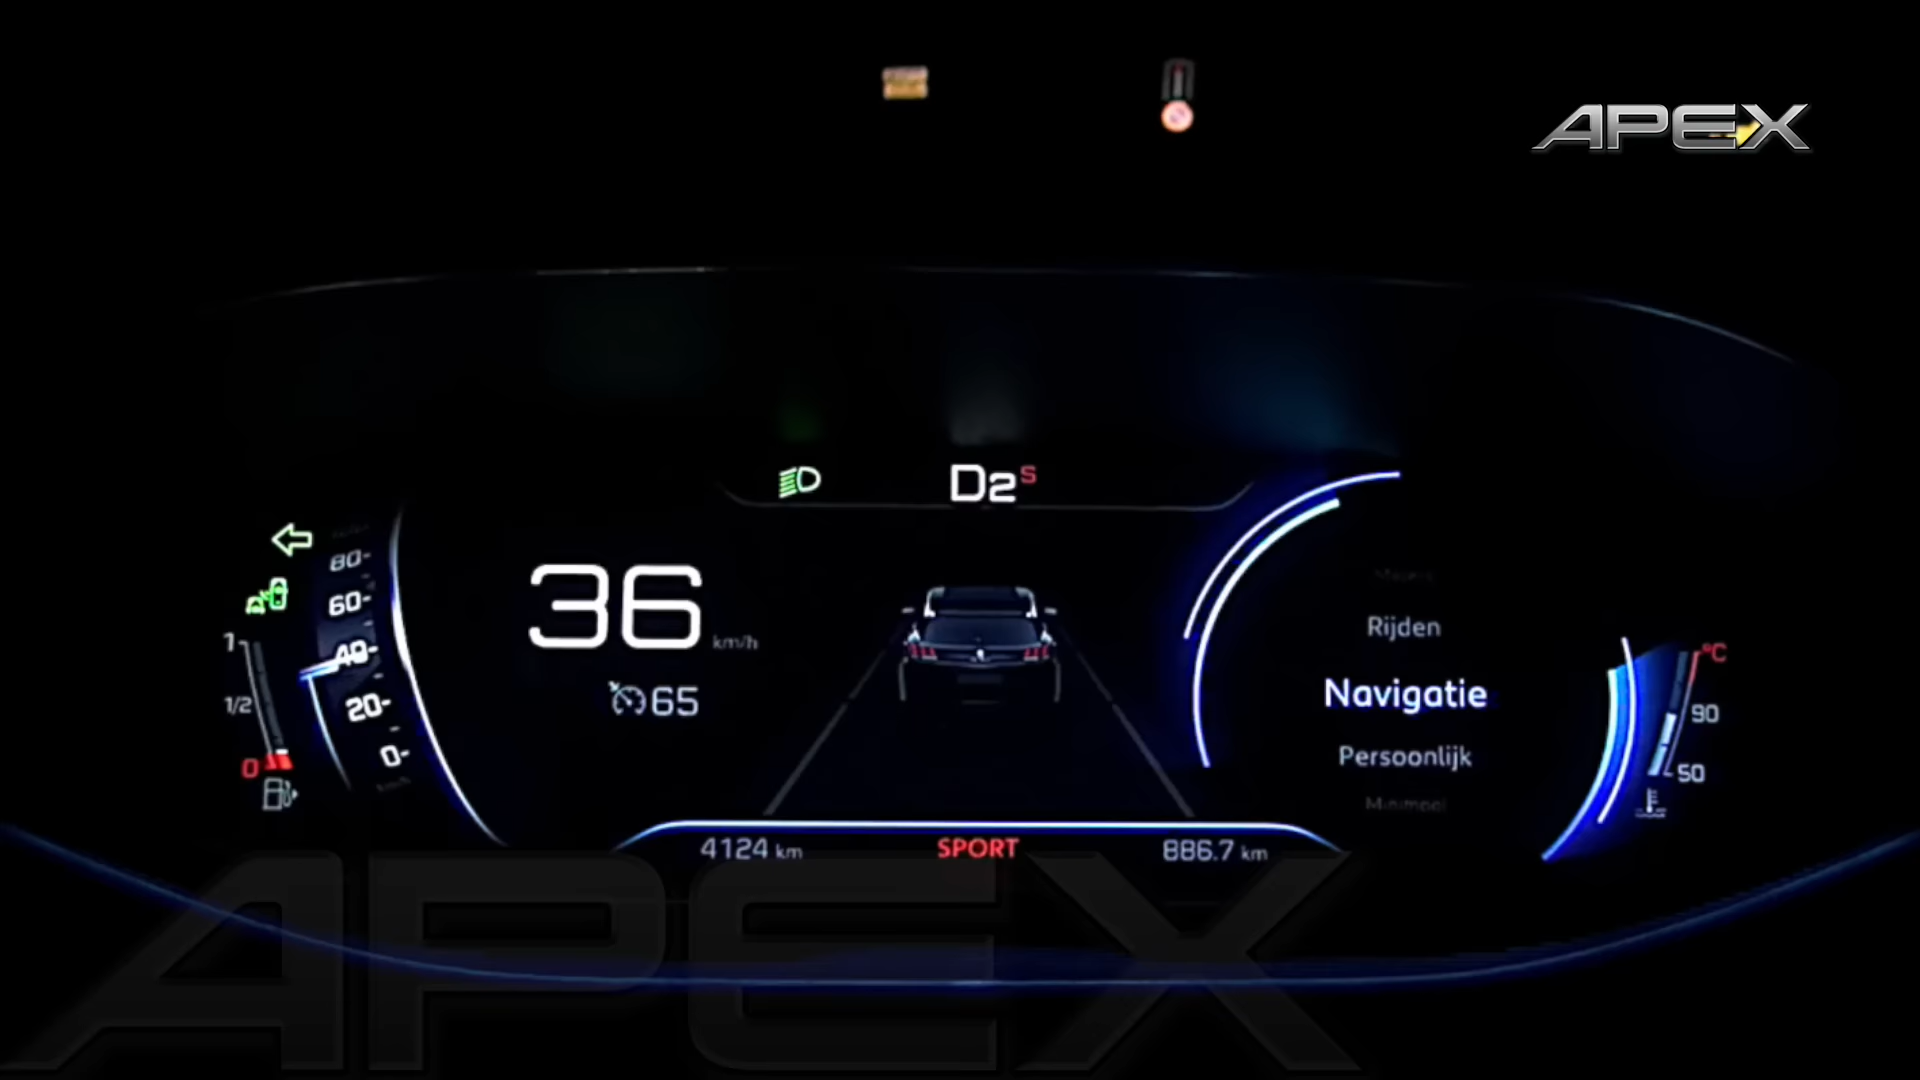 APEX
D2S
80-
60-
40-
20-
0-
1
1/2
0
36 km/h
65
Rijden
Navigatie
Persoonlijk
Minimaal
°C
90
50
4124 km
SPORT
886.7 km
APEX